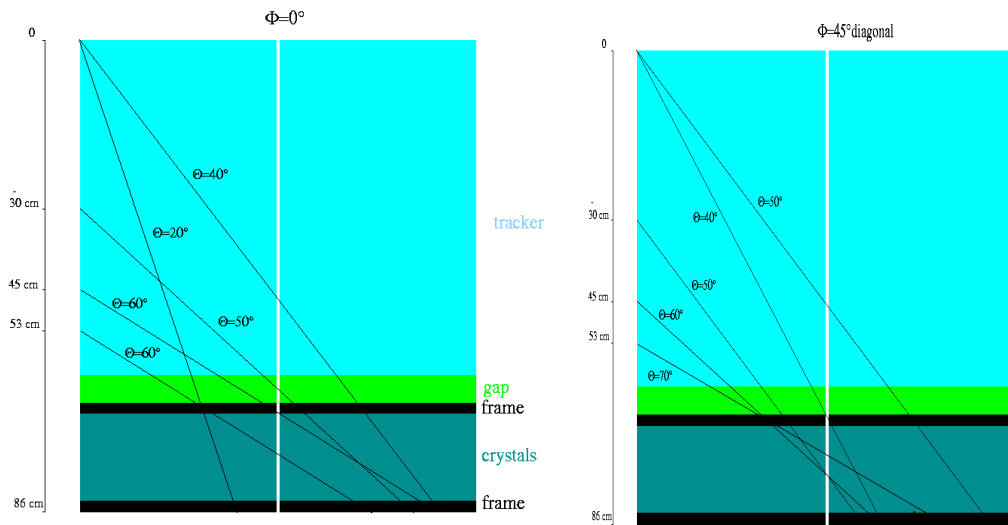 Φ=0°
0
30 cm
45 cm
53 cm
86 cm
Θ=40°
Θ=20°
Θ=60°
Θ=50°
Θ=60°
tracker
gap
frame
crystals
frame
Φ=45°diagonal
0
30 cm
45 cm
53 cm
86 cm
Θ=50°
Θ=40°
Θ=50°
Θ=60°
Θ=70°